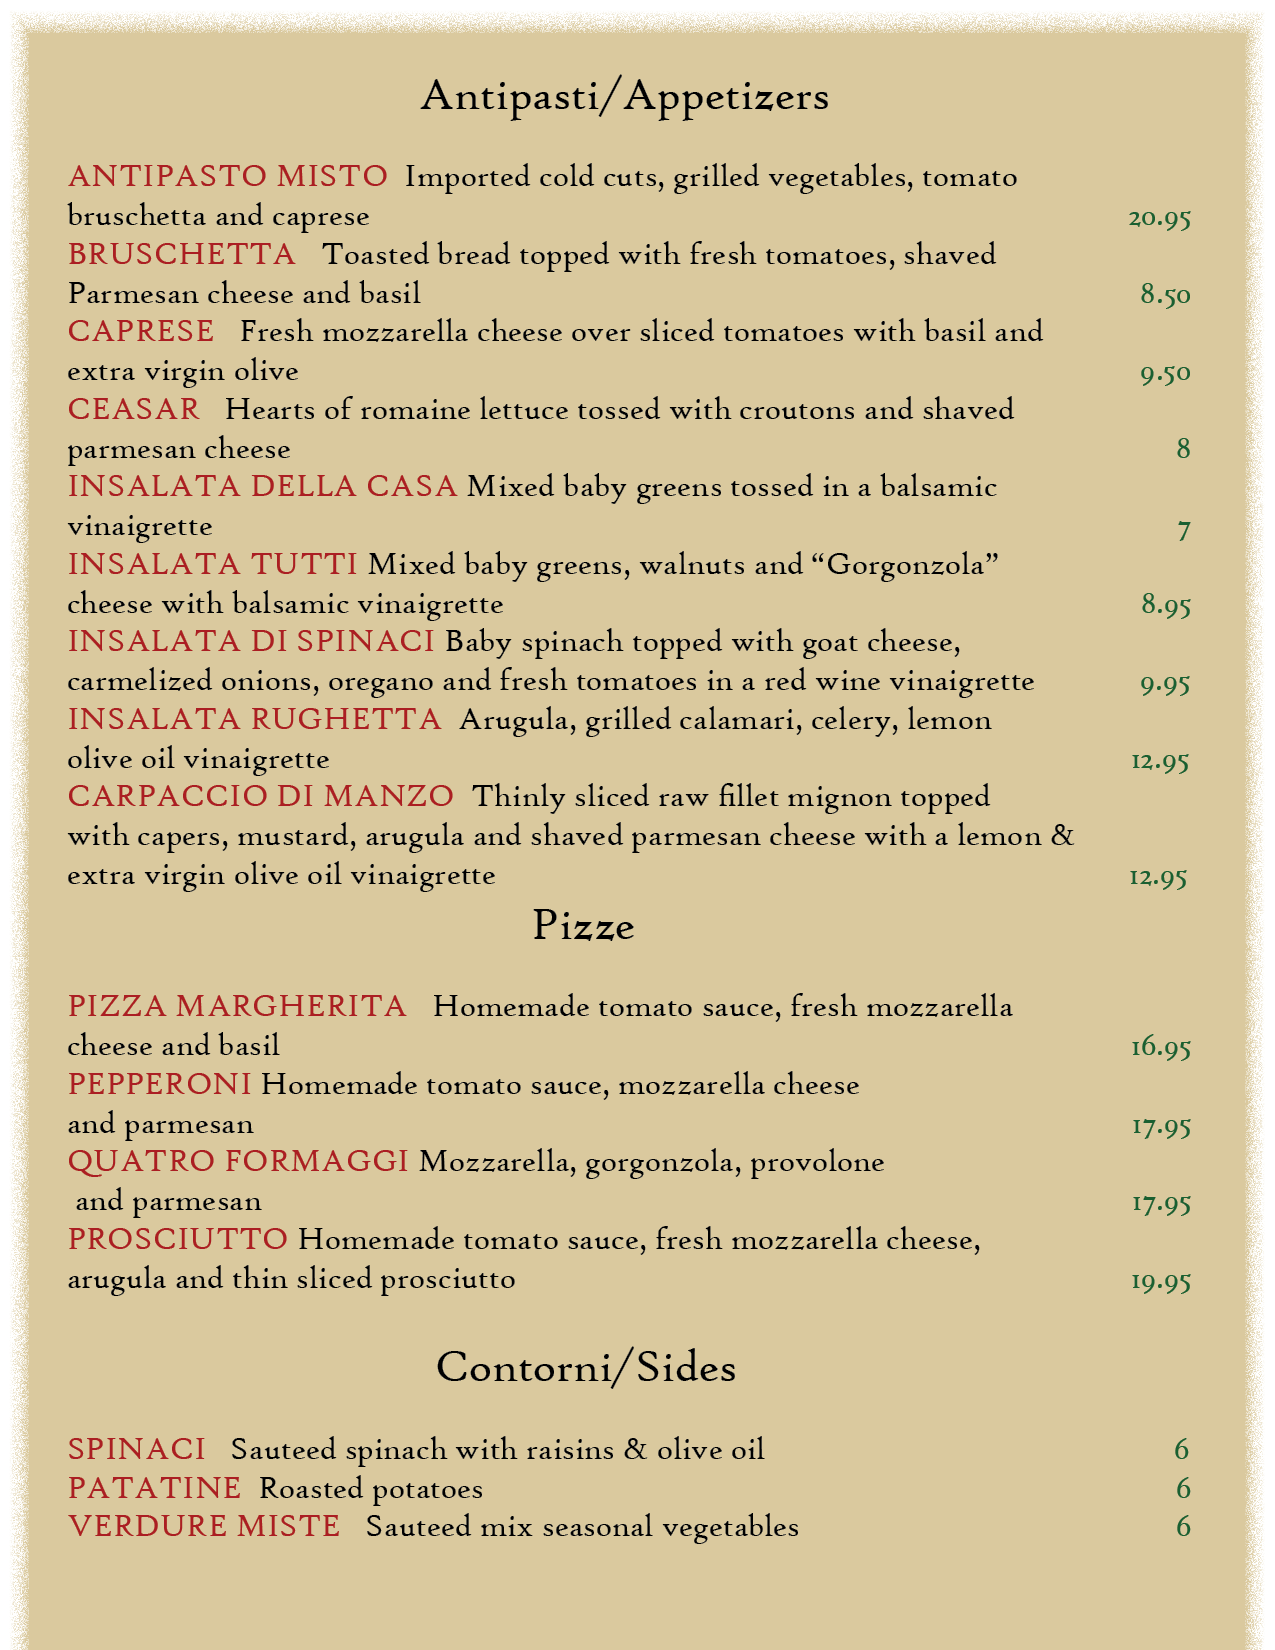 Antipasti/Appetizers
ANTIPASTO MISTO Imported cold cuts, grilled vegetables, tomato
bruschetta and caprese 20.95
BRUSCHETTA Toasted bread topped with fresh tomatoes, shaved
Parmesan cheese and basil 8.50
CAPRESE Fresh mozzarella cheese over sliced tomatoes with basil and
extra virgin olive 9.50
CEASAR Hearts of romaine lettuce tossed with croutons and shaved
parmesan cheese 8
INSALATA DELLA CASA Mixed baby greens tossed in a balsamic
vinaigrette 7
INSALATA TUTTI Mixed baby greens, walnuts and “Gorgonzola”
cheese with balsamic vinaigrette 8.95
INSALATA DI SPINACI Baby spinach topped with goat cheese,
carmelized onions, oregano and fresh tomatoes in a red wine vinaigrette 9.95
INSALATA RUGHETTA Arugula, grilled calamari, celery, lemon
olive oil vinaigrette 12.95
CARPACCIO DI MANZO Thinly sliced raw fillet mignon topped
with capers, mustard, arugula and shaved parmesan cheese with a lemon &
extra virgin olive oil vinaigrette 12.95
Pizze
PIZZA MARGHERITA Homemade tomato sauce, fresh mozzarella
cheese and basil 16.95
PEPPERONI Homemade tomato sauce, mozzarella cheese
and parmesan 17.95
QUATRO FORMAGGI Mozzarella, gorgonzola, provolone
and parmesan 17.95
PROSCIUTTO Homemade tomato sauce, fresh mozzarella cheese,
arugula and thin sliced prosciutto 19.95
Contorni/Sides
SPINACI Sauteed spinach with raisins & olive oil 6
PATATINE Roasted potatoes 6
VERDURE MISTE Sauteed mix seasonal vegetables 6